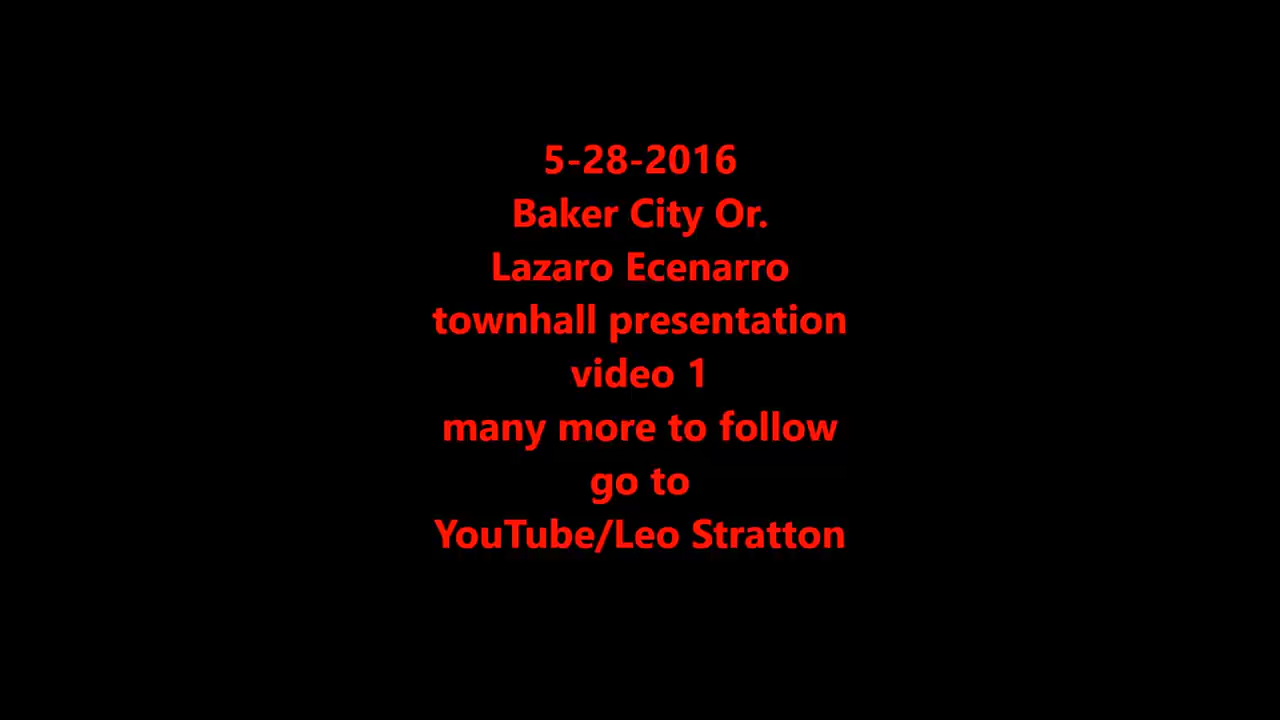 5-28-2016
Baker City Or.
Lazaro Ecenarro
townhall presentation
video 1
many more to follow
go to
YouTube/Leo Stratton